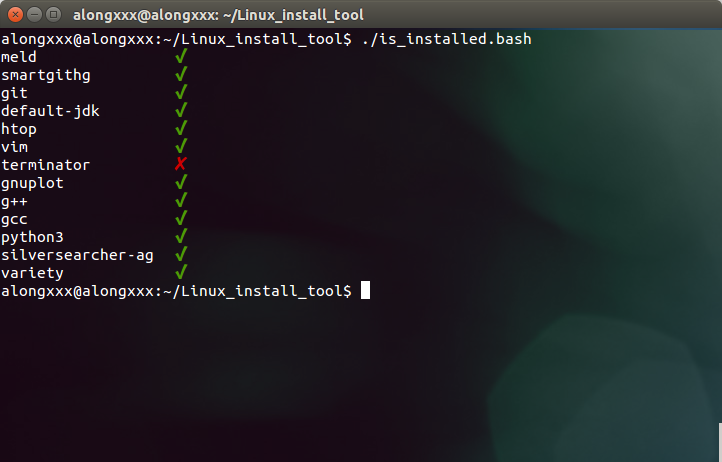 alongxxx@alongxxx: ~/Linux_install_tool
alongxxx@alongxxx:~/Linux_install_tool$ ./is_installed.bash
meld ✓
smartgithg ✓
git ✓
default-jdk ✓
htop ✓
vim ✓
terminator ✗
gnuplot ✓
g++ ✓
gcc ✓
python3 ✓
silversearcher-ag ✓
variety ✓
alongxxx@alongxxx:~/Linux_install_tool$